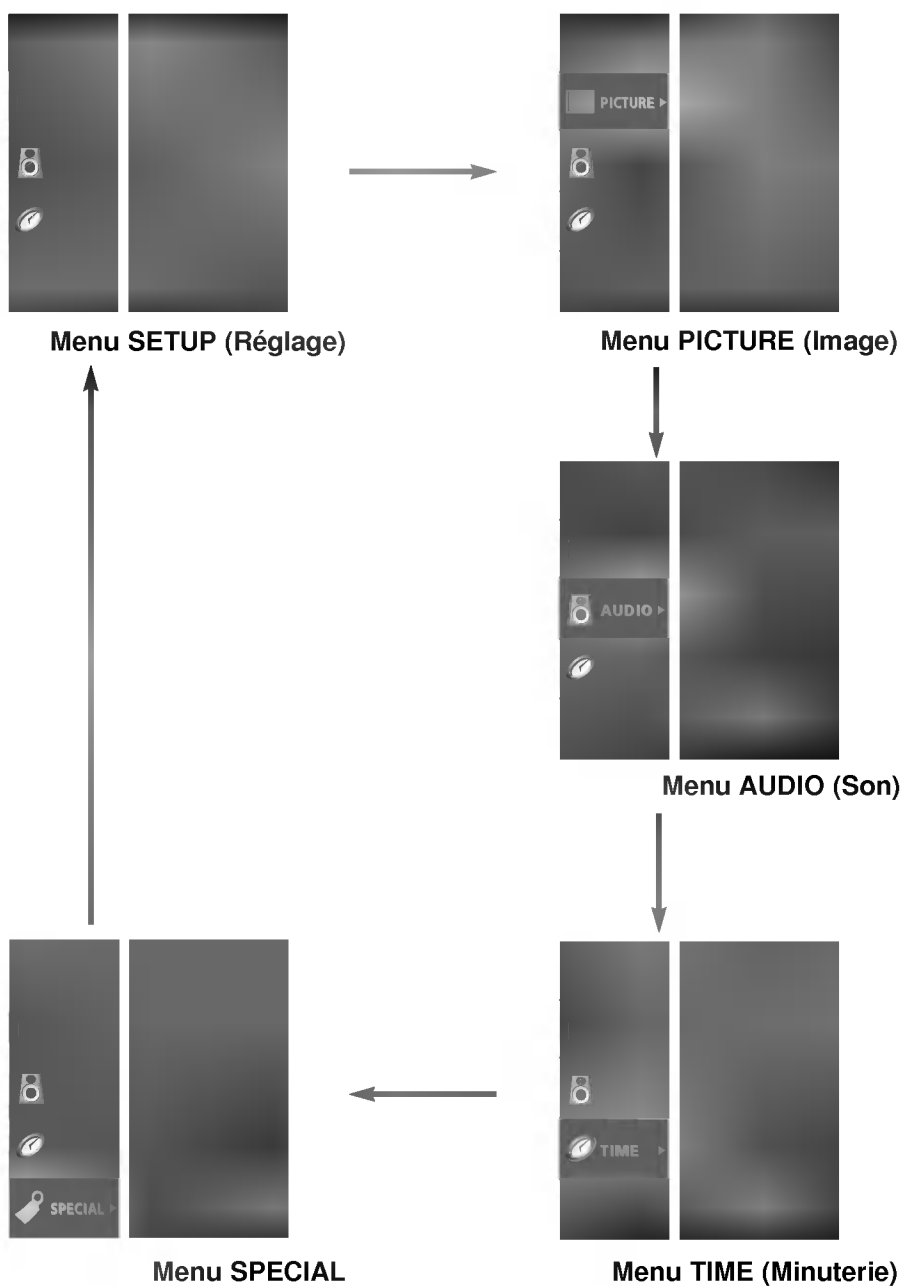 PICTURE
Menu SETUP (Réglage)
Menu PICTURE (Image)
AUDIO
Menu AUDIO (Son)
TIME
SPECIAL
Menu SPECIAL
Menu TIME (Minuterie)